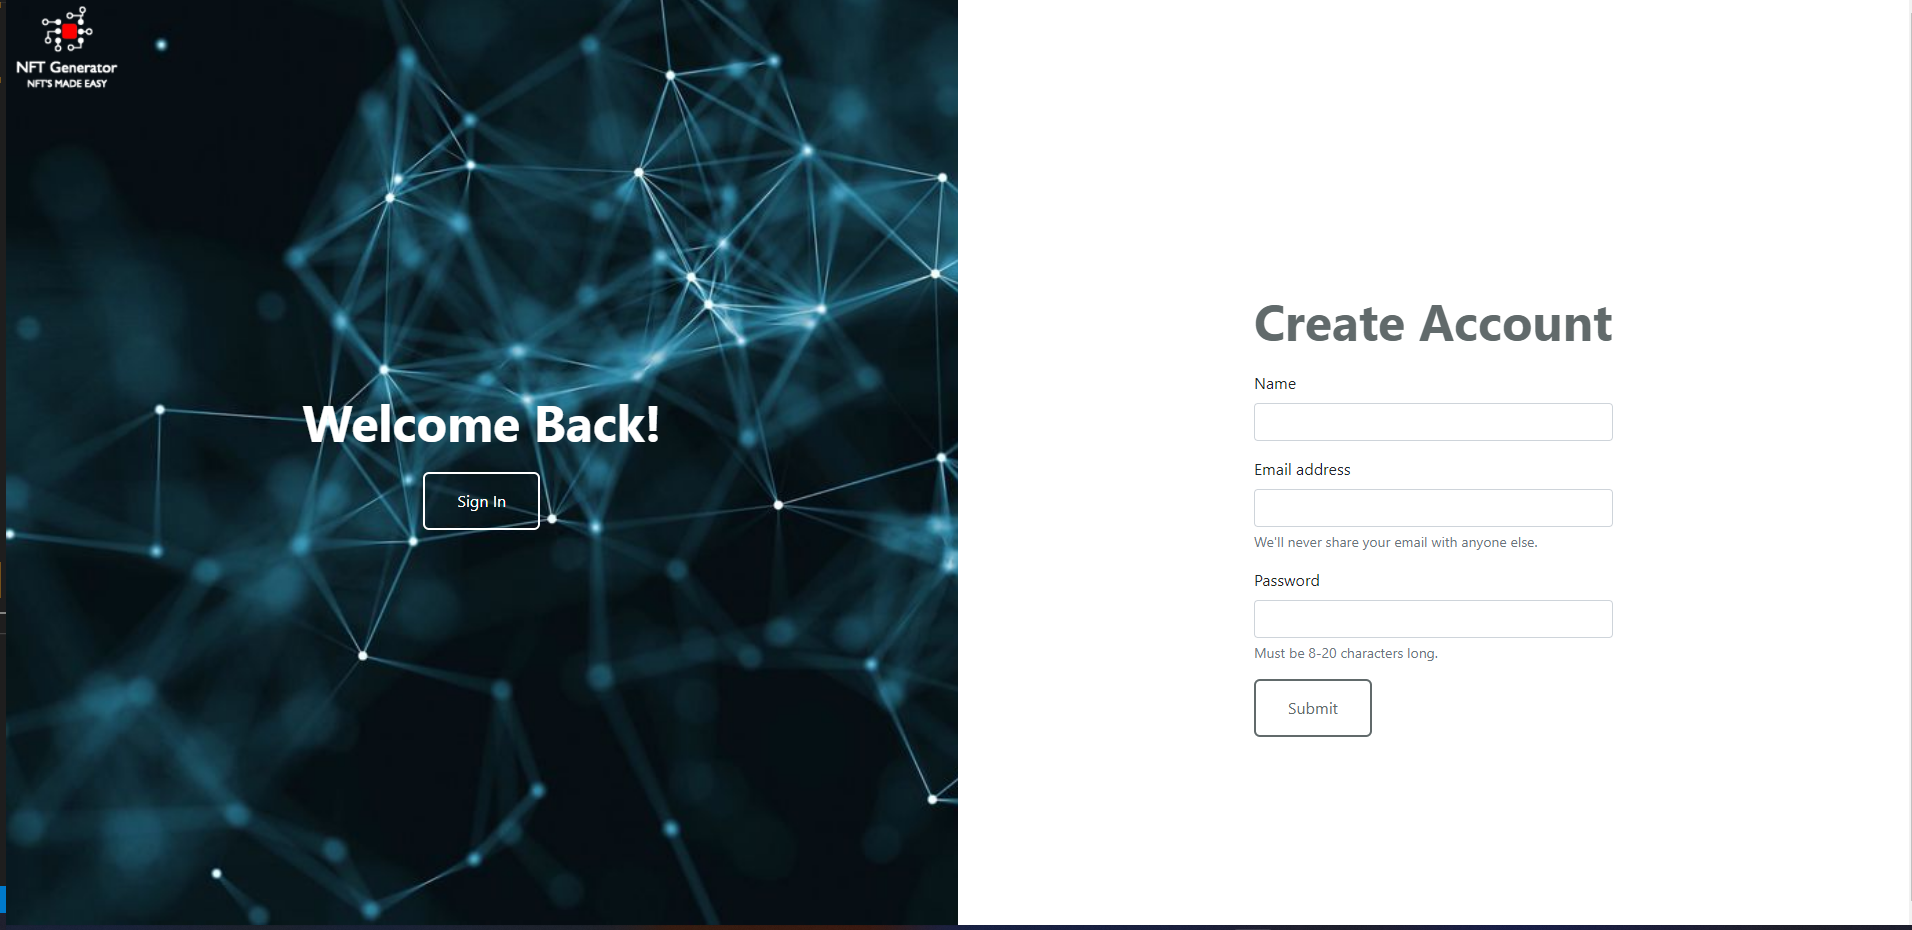 NFT Generator
NFT'S MADE EASY
Welcome Back!
Sign In
Create Account
Name
Email address
We'll never share your email with anyone else.
Password
Must be 8-20 characters long.
Submit